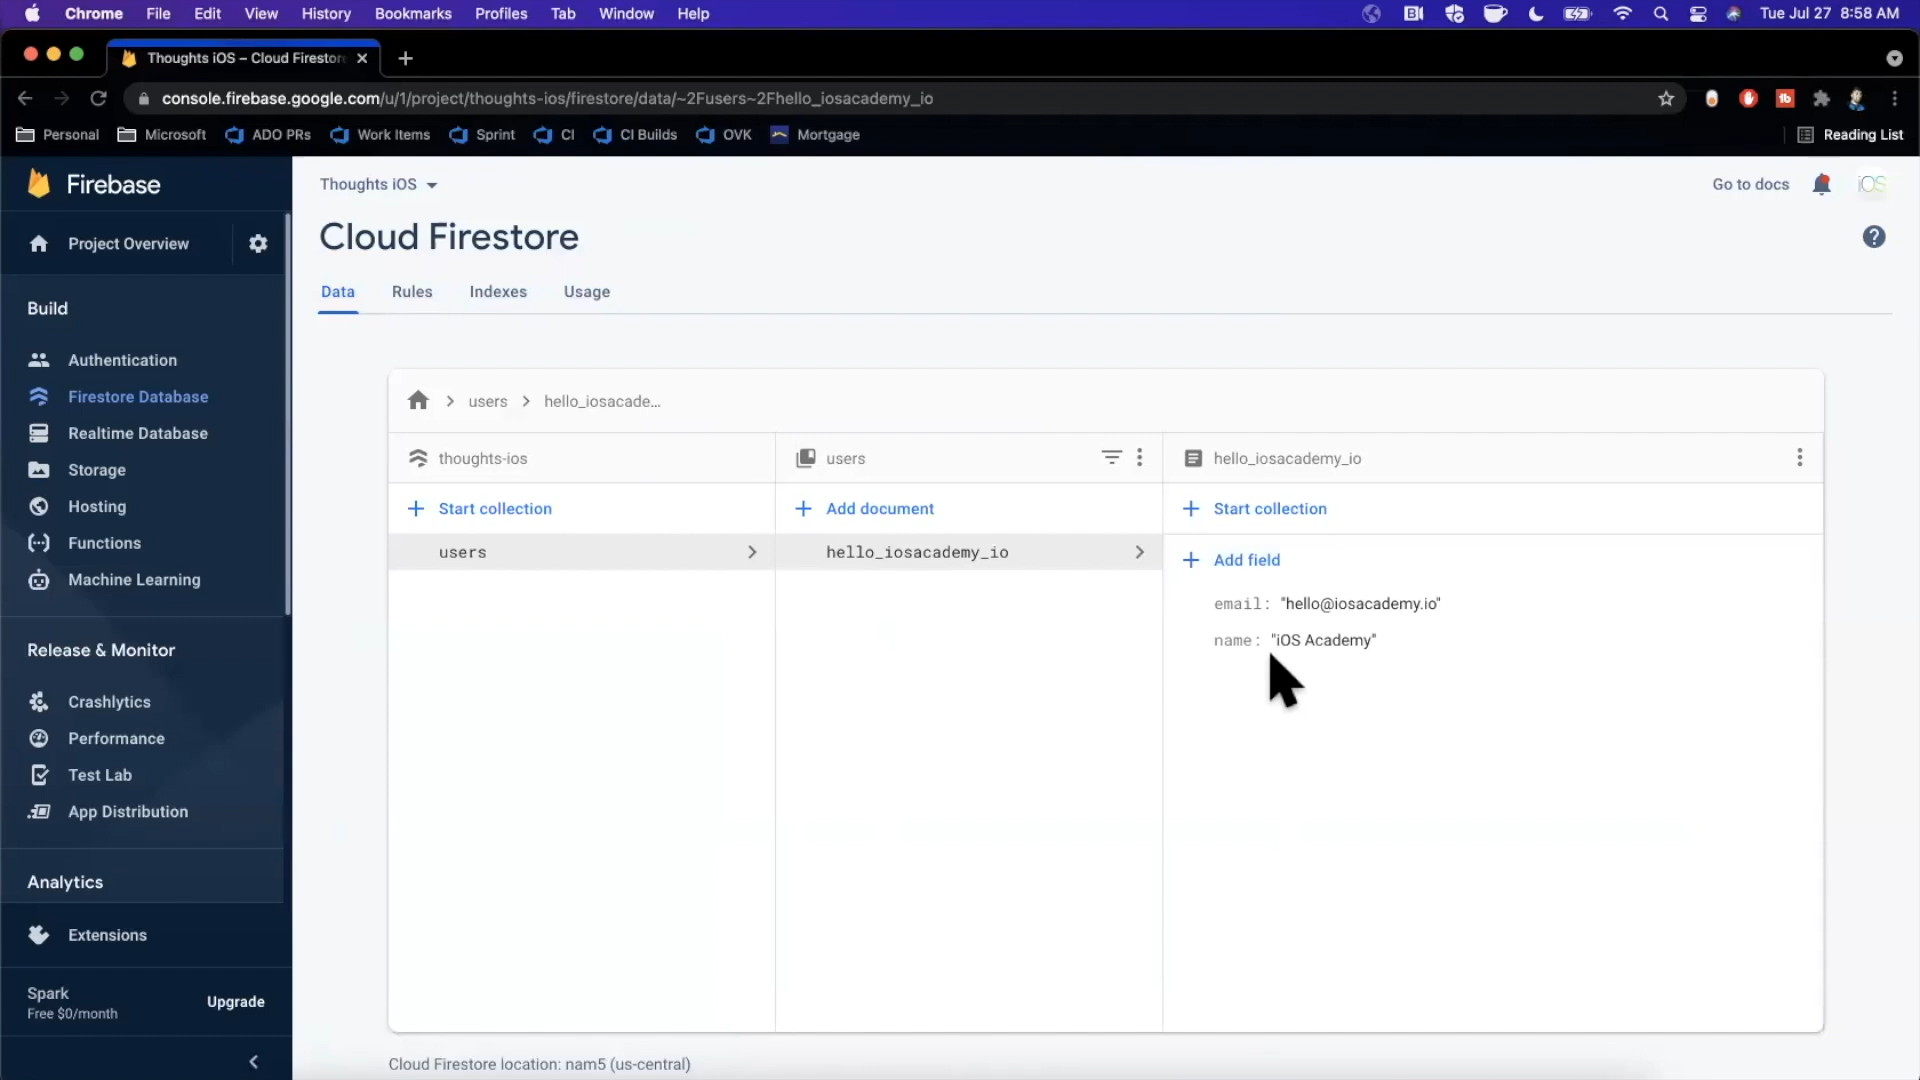 Chrome File Edit View History Bookmarks Profiles Tab Window Help Tue Jul 27 8:58 AM
Thoughts iOS – Cloud Firestore
console.firebase.google.com/u/1/project/thoughts-ios/firestore/data/~2Fusers~2Fhello_iosacademy_io
Personal Microsoft ADO PRs Work Items Sprint CI CI Builds OVK Mortgage Reading List
Firebase
Project Overview
Build
Authentication
Firestore Database
Realtime Database
Storage
Hosting
Functions
Machine Learning
Release & Monitor
Crashlytics
Performance
Test Lab
App Distribution
Analytics
Extensions
Spark
Free $0/month
Upgrade
Thoughts iOS
Go to docs
iOS
Cloud Firestore
Data Rules Indexes Usage
users hello_iosacade...
thoughts-ios
Start collection
users
users
Add document
hello_iosacademy_io
hello_iosacademy_io
Start collection
Add field
email: "hello@iosacademy.io"
name: "iOS Academy"
Cloud Firestore location: nam5 (us-central)